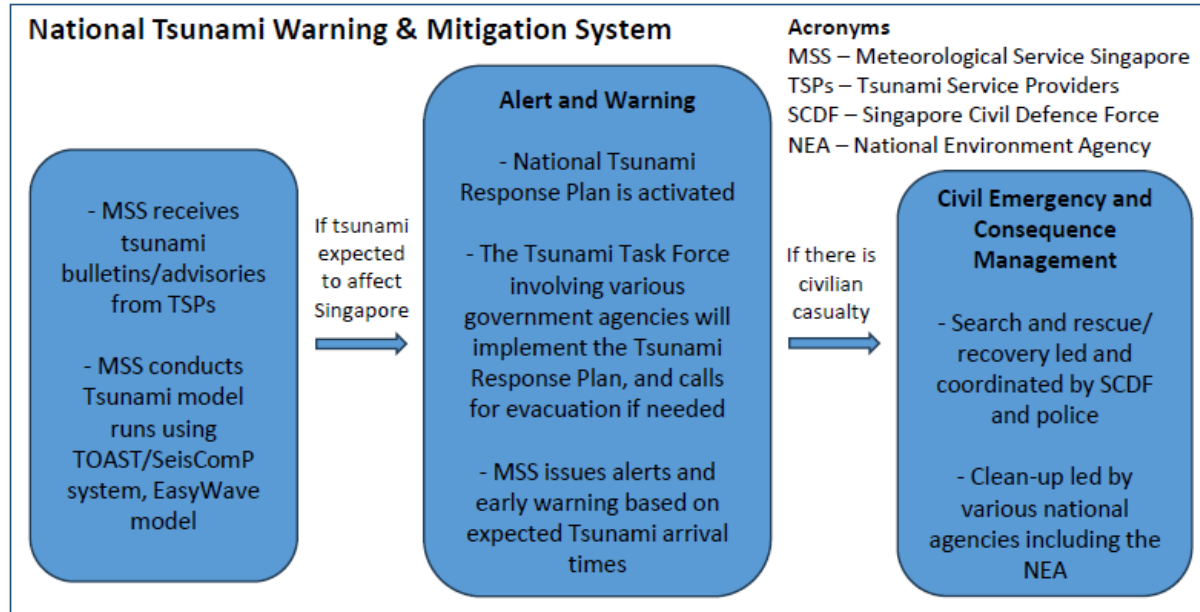 National Tsunami Warning & Mitigation System
Acronyms
MSS – Meteorological Service Singapore
TSPs – Tsunami Service Providers
SCDF – Singapore Civil Defence Force
NEA – National Environment Agency
- MSS receives
tsunami
bulletins/advisories
from TSPs
- MSS conducts
Tsunami model
runs using
TOAST/SeisComP
system, EasyWave
model
If tsunami
expected
to affect
Singapore
Alert and Warning
- National Tsunami
Response Plan is activated
- The Tsunami Task Force
involving various
government agencies will
implement the Tsunami
Response Plan, and calls
for evacuation if needed
- MSS issues alerts and
early warning based on
expected Tsunami arrival
times
If there is
civilian
casualty
Civil Emergency and
Consequence
Management
- Search and rescue/
recovery led and
coordinated by SCDF
and police
- Clean-up led by
various national
agencies including the
NEA